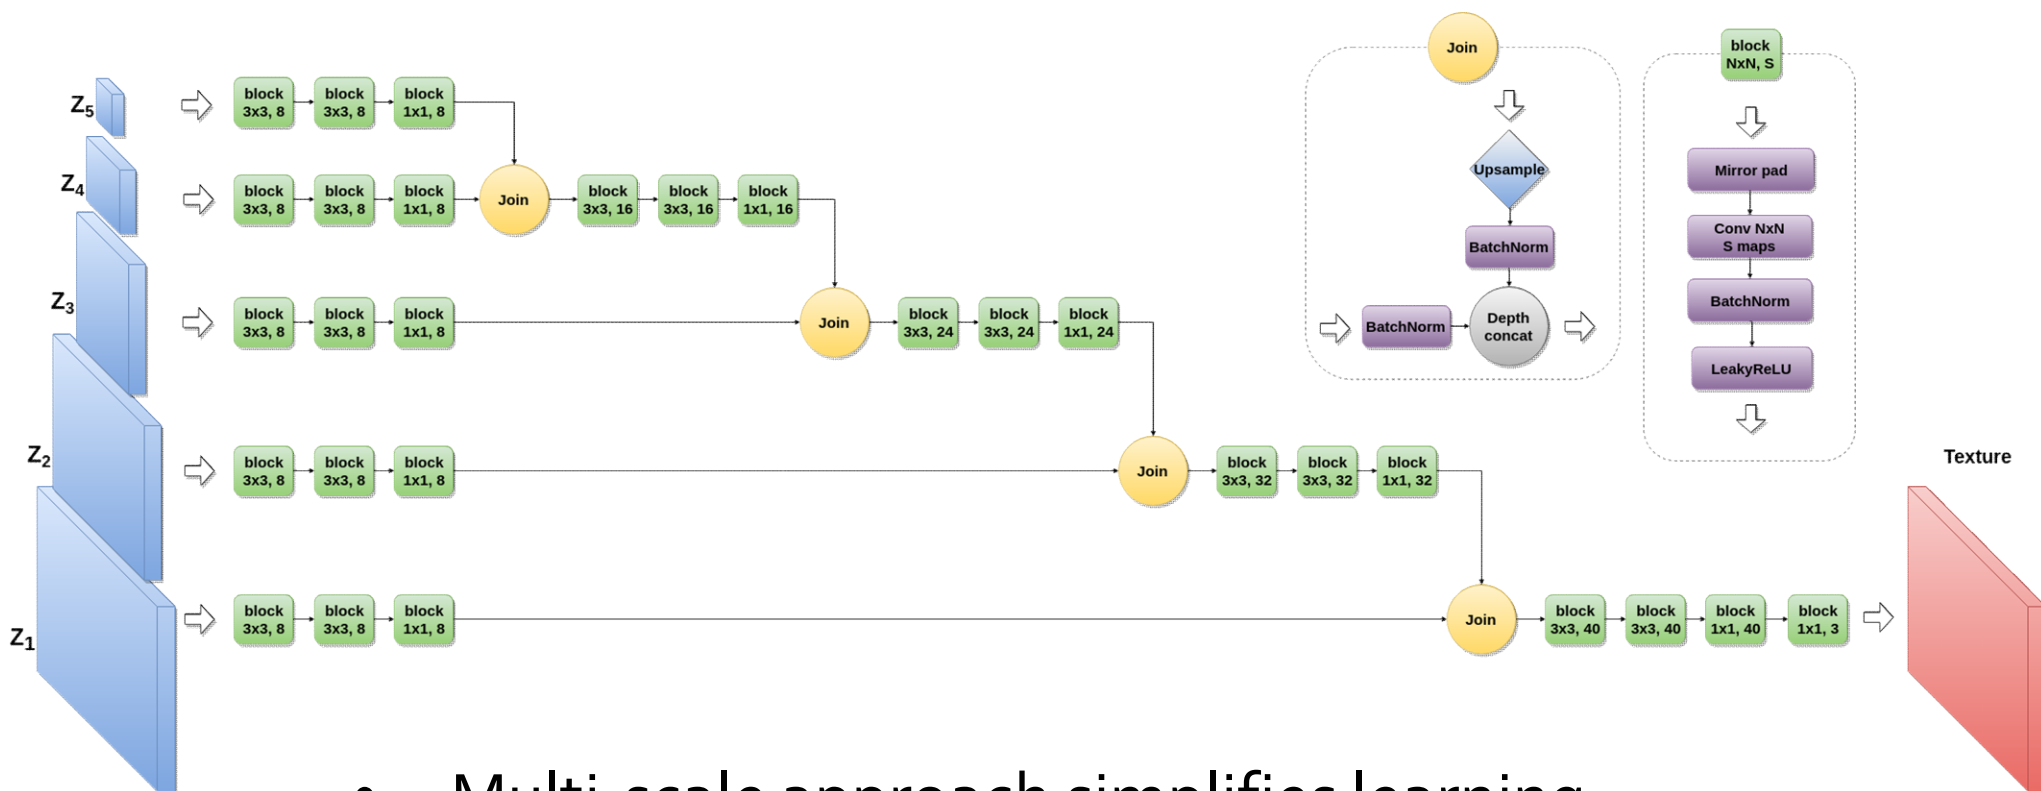 Z5
block
3x3, 8
block
3x3, 8
block
1x1, 8
Z4
block
3x3, 8
block
3x3, 8
block
1x1, 8
Join
block
3x3, 16
block
3x3, 16
block
1x1, 16
Z3
block
3x3, 8
block
3x3, 8
block
1x1, 8
Join
block
3x3, 24
block
3x3, 24
block
1x1, 24
Z2
block
3x3, 8
block
3x3, 8
block
1x1, 8
Join
block
3x3, 32
block
3x3, 32
block
1x1, 32
Z1
block
3x3, 8
block
3x3, 8
block
1x1, 8
Join
block
3x3, 40
block
3x3, 40
block
1x1, 40
block
1x1, 3
Join
Upsample
BatchNorm
BatchNorm
Depth
concat
block
NxN, S
Mirror pad
Conv NxN
S maps
BatchNorm
LeakyReLU
Texture
• Multi-scale approach simplifies learning